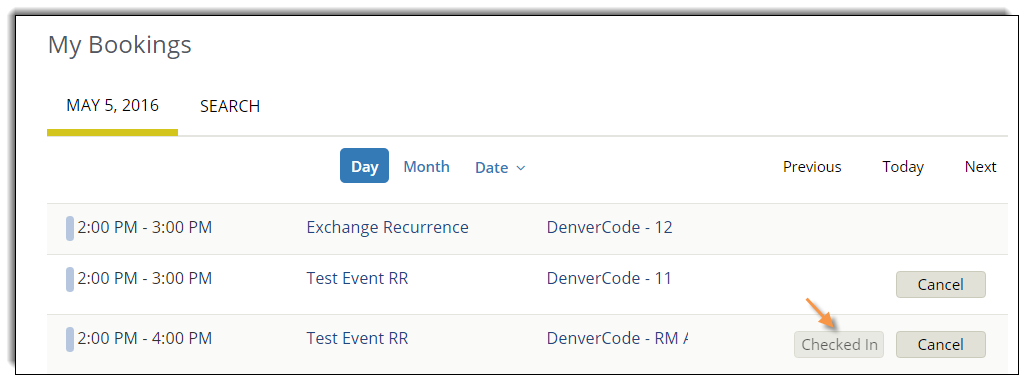 My Bookings
MAY 5, 2016 SEARCH
Day Month Date Previous Today Next
2:00 PM - 3:00 PM Exchange Recurrence DenverCode - 12
2:00 PM - 3:00 PM Test Event RR DenverCode - 11 Cancel
2:00 PM - 4:00 PM Test Event RR DenverCode - RM A Checked In Cancel